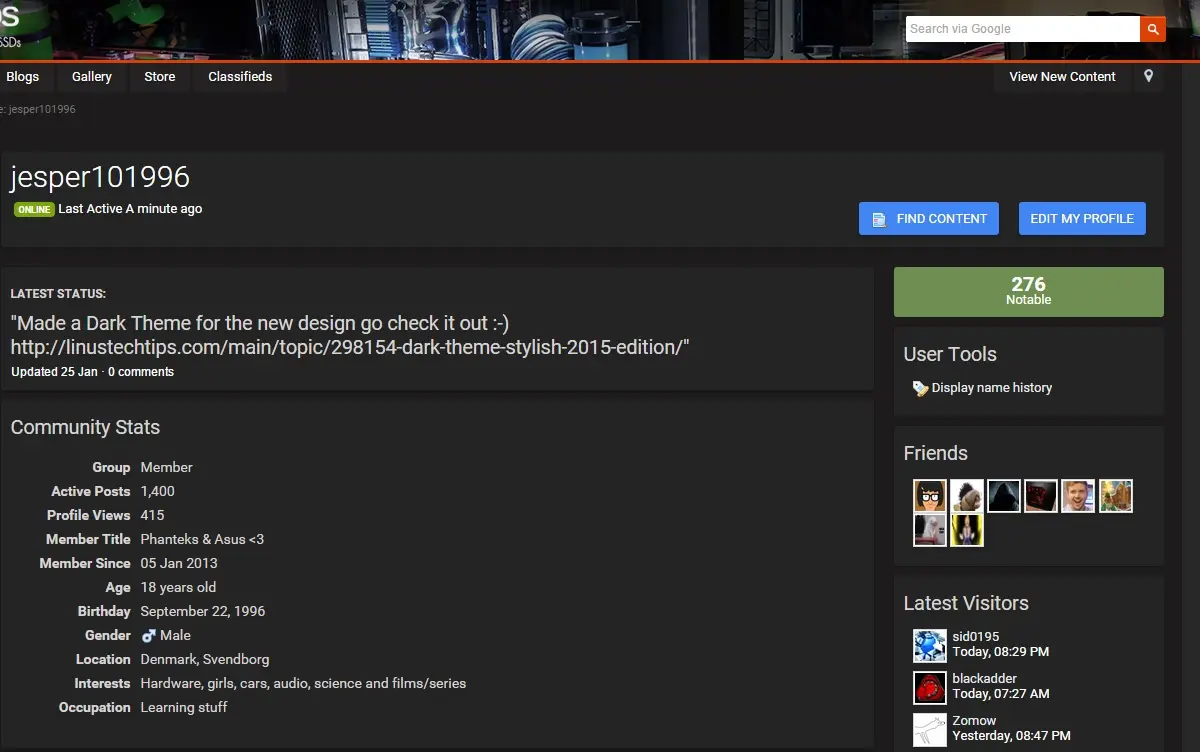 SSDs
Search via Google
Blogs Gallery Store Classifieds View New Content
e: jesper101996
jesper101996
ONLINE Last Active A minute ago
FIND CONTENT EDIT MY PROFILE
LATEST STATUS:
"Made a Dark Theme for the new design go check it out :-)
http://linustechtips.com/main/topic/298154-dark-theme-stylish-2015-edition/"
Updated 25 Jan · 0 comments
Community Stats
Group Member
Active Posts 1,400
Profile Views 415
Member Title Phanteks & Asus <3
Member Since 05 Jan 2013
Age 18 years old
Birthday September 22, 1996
Gender Male
Location Denmark, Svendborg
Interests Hardware, girls, cars, audio, science and films/series
Occupation Learning stuff
276
Notable
User Tools
Display name history
Friends
Latest Visitors
sid0195
Today, 08:29 PM
blackadder
Today, 07:27 AM
Zomow
Yesterday, 08:47 PM